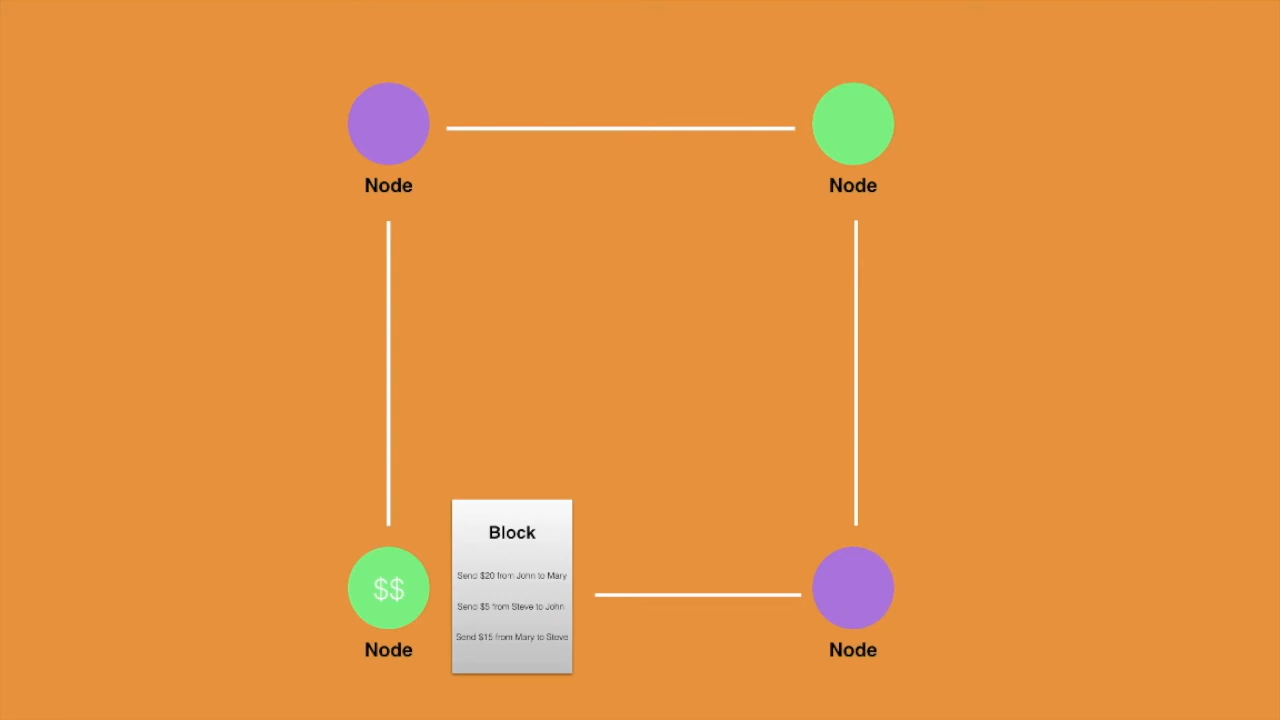 Node
Node
Block
Send $20 from John to Mary
$$
Send $5 from Steve to John
Send $15 from Mary to Steve
Node
Node